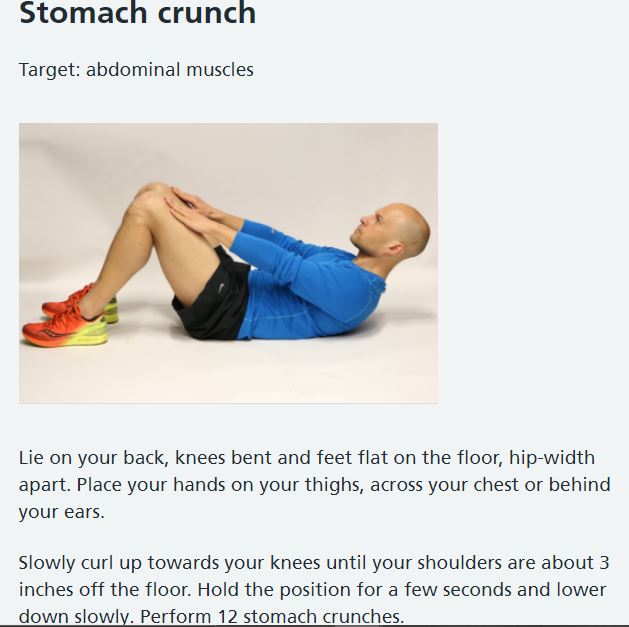 Stomach crunch
Target: abdominal muscles
Lie on your back, knees bent and feet flat on the floor, hip-width
apart. Place your hands on your thighs, across your chest or behind
your ears.
Slowly curl up towards your knees until your shoulders are about 3
inches off the floor. Hold the position for a few seconds and lower
down slowly. Perform 12 stomach crunches.